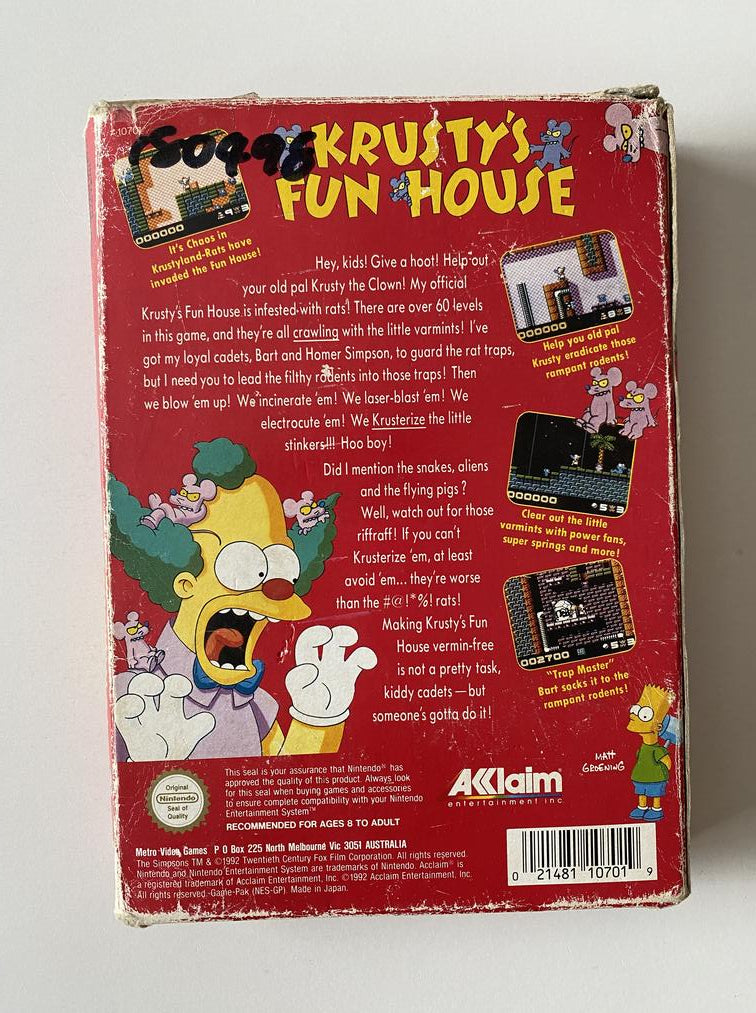 KRUSTY'S
FUN HOUSE
000000
9 3
It's Chaos in
Krustyland-Rats have
invaded the Fun House!
Hey, kids! Give a hoot! Help out
your old pal Krusty the Clown! My official
Krusty's Fun House is infested with rats! There are over 60 levels
in this game, and they're all crawling with the little varmints! I've
got my loyal cadets, Bart and Homer Simpson, to guard the rat traps,
but I need you to lead the filthy rodents into those traps! Then
we blow 'em up! We incinerate 'em! We laser-blast 'em! We
electrocute 'em! We Krusterize the little
stinkers!!! Hoo boy!
Did I mention the snakes, aliens
and the flying pigs?
Well, watch out for those
riffraff! If you can't
Krusterize 'em, at least
avoid 'em... they're worse
than the #@!*%! rats!
Making Krusty's Fun
House vermin-free
is not a pretty task,
kiddy cadets — but
someone's gotta do it!
000000
8 3
Help you old pal
Krusty eradicate those
rampant rodents!
000000
5 3
Clear out the little
varmints with power fans,
super springs and more!
002700
5 3
"Trap Master"
Bart socks it to the
rampant rodents!
MATT
GROENING
Original
Nintendo
Seal of
Quality
This seal is your assurance that Nintendo® has
approved the quality of this product. Always look
for this seal when buying games and accessories
to ensure complete compatibility with your Nintendo
Entertainment System™
RECOMMENDED FOR AGES 8 TO ADULT
AKklaim
entertainment inc.
Metro Video Games P O Box 225 North Melbourne Vic 3051 AUSTRALIA
The Simpsons TM & ©1992 Twentieth Century Fox Film Corporation. All rights reserved.
Nintendo and Nintendo Entertainment System are trademarks of Nintendo. Acclaim® is
a registered trademark of Acclaim Entertainment, Inc. ©1992 Acclaim Entertainment, Inc.
All rights reserved. Game-Pak (NES-GP). Made in Japan.
0 21481 10701 9